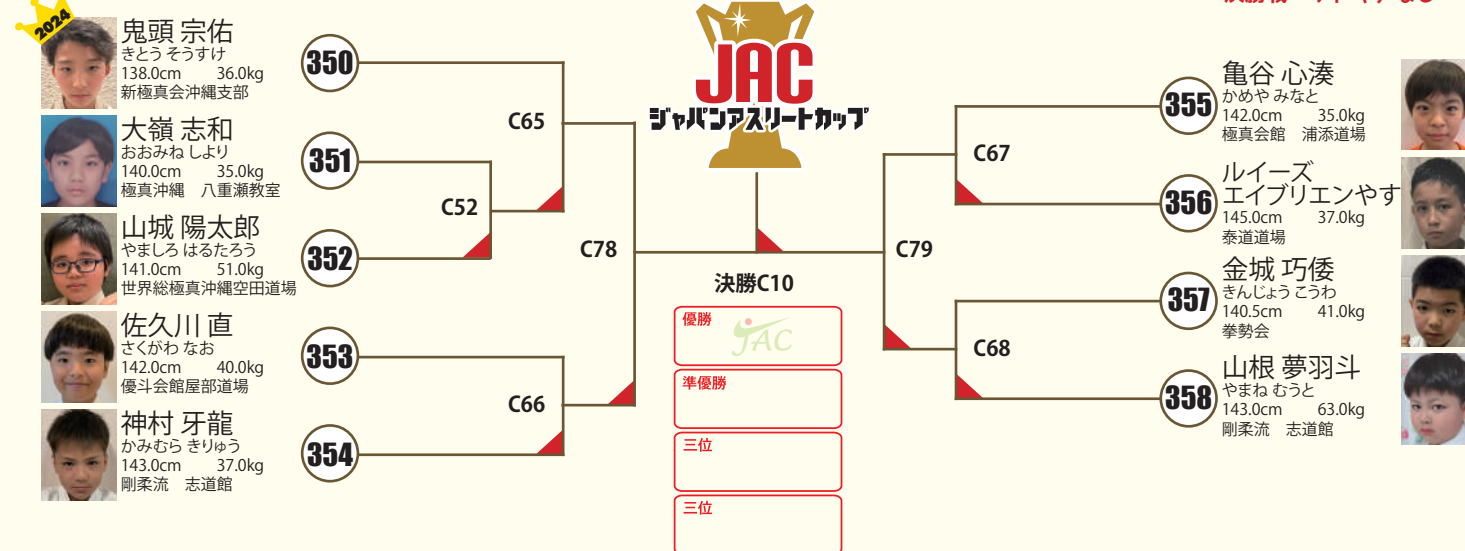 2024
鬼頭 宗佑
きとう そうすけ
138.0cm 36.0kg
新極真会沖縄支部
350
大嶺 志和
おおみね しより
140.0cm 35.0kg
極真沖縄 八重瀬教室
351
山城 陽太郎
やましろ はるたろう
141.0cm 51.0kg
世界総極真沖縄空田道場
352
佐久川 直
さくがわ なお
142.0cm 40.0kg
優斗会館屋部道場
353
神村 牙龍
かみむら きりゅう
143.0cm 37.0kg
剛柔流 志道館
354
C65
C52
C78
C66
JAC
ジャパンアスリートカップ
決勝C10
優勝
JAC
準優勝
三位
三位
C67
C79
C68
355
亀谷 心湊
かめや みなと
142.0cm 35.0kg
極真会館 浦添道場
356
ルイーズ
エイブリエンやす
145.0cm 37.0kg
泰道道場
357
金城 巧倭
きんじょう こうわ
140.5cm 41.0kg
拳勢会
358
山根 夢羽斗
やまね むうと
143.0cm 63.0kg
剛柔流 志道館